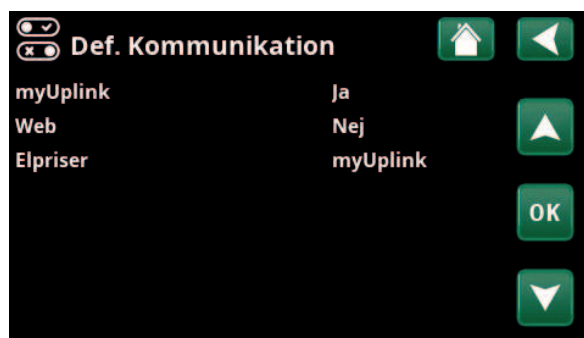 Def. Kommunikation
myUplink Ja
Web Nej
Elpriser myUplink
OK